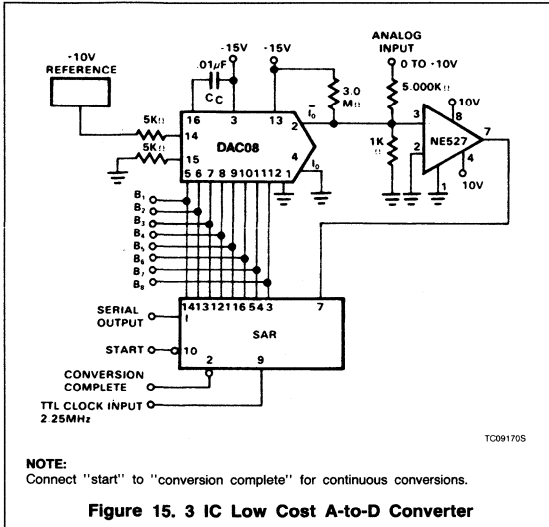 -10V
REFERENCE
.01µF
CC
-15V
-15V
ANALOG
INPUT
0 TO -10V
5.000KΩ
3.0
MΩ
1K
Ω
5KΩ
5KΩ
16
3
13
14
15
DAC08
2
Īo
4
Io
5 6 7 8 9 10 11 12 1
3
2
NE527
10V
8
7
4
10V
1
B1
B2
B3
B4
B5
B6
B7
B8
14 13 12 11 16 5 4 3
7
SAR
SERIAL
OUTPUT
1
START
10
2
9
CONVERSION
COMPLETE
TTL CLOCK INPUT
2.25MHz
TC09170S
NOTE:
Connect "start" to "conversion complete" for continuous conversions.
Figure 15. 3 IC Low Cost A-to-D Converter